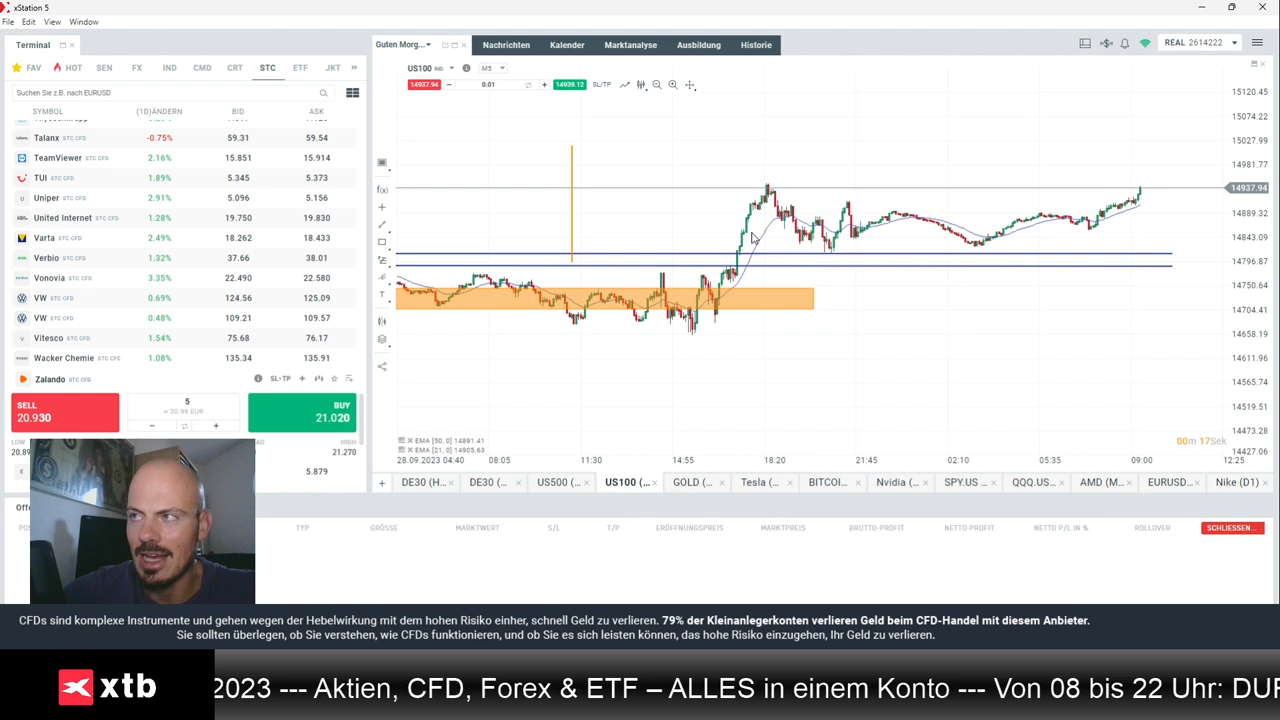 xStation 5
File Edit View Window
Terminal
FAV HOT SEN FX IND CMD CRT STC ETF JKT
Suchen Sie z.B. nach EURUSD
SYMBOL (1D)ÄNDERN BID ASK
Talanx STC CFD -0.75% 59.31 59.54
TeamViewer STC CFD 2.16% 15.851 15.914
TUI STC CFD 1.89% 5.345 5.373
Uniper STC CFD 2.91% 5.096 5.156
United Internet STC CFD 1.28% 19.750 19.830
Varta STC CFD 2.49% 18.262 18.433
Verbio STC CFD 1.32% 37.66 38.01
Vonovia STC CFD 3.35% 22.490 22.580
VW STC CFD 0.69% 124.56 125.09
VW STC CFD 0.48% 109.21 109.57
Vitesco STC CFD 1.54% 75.68 76.17
Wacker Chemie STC CFD 1.08% 135.34 135.91
Zalando STC CFD SL-TP
SELL 5 BUY
20.930 ≈ 20.99 EUR 21.020
LOW HIGH
20.89 21.270
5.879
Guten Morg... Nachrichten Kalender Marktanalyse Ausbildung Historie
REAL 2614222
US100 IND M5
14937.94 0.01 14939.12 SL/TP
15120.45
15074.22
15027.99
14981.77
14937.94
14889.32
14843.09
14796.87
14750.64
14704.41
14658.19
14611.96
14565.74
14519.51
14473.28
14427.06
00m 17Sek
EMA [50, 0] 14891.41
EMA [21, 0] 14905.63
28.09.2023 04:40 08:05 11:30 14:55 18:20 21:45 02:10 05:35 09:00 12:25
DE30 (H... DE30 (... US500 (... US100 (... GOLD (... Tesla (... BITCOI... Nvidia (... SPY.US ... QQQ.US... AMD (M... EURUSD... Nike (D1)
TYP GRÖSSE MARKTWERT S/L T/P ERÖFFNUNGSPREIS MARKTPREIS BRUTTO-PROFIT NETTO-PROFIT NETTO P/L IN % ROLLOVER SCHLIESSEN...
CFDs sind komplexe Instrumente und gehen wegen der Hebelwirkung mit dem hohen Risiko einher, schnell Geld zu verlieren. 79% der Kleinanlegerkonten verlieren Geld beim CFD-Handel mit diesem Anbieter.
Sie sollten überlegen, ob Sie verstehen, wie CFDs funktionieren, und ob Sie es sich leisten können, das hohe Risiko einzugehen, Ihr Geld zu verlieren.
xtb 2023 --- Aktien, CFD, Forex & ETF – ALLES in einem Konto --- Von 08 bis 22 Uhr: DUR